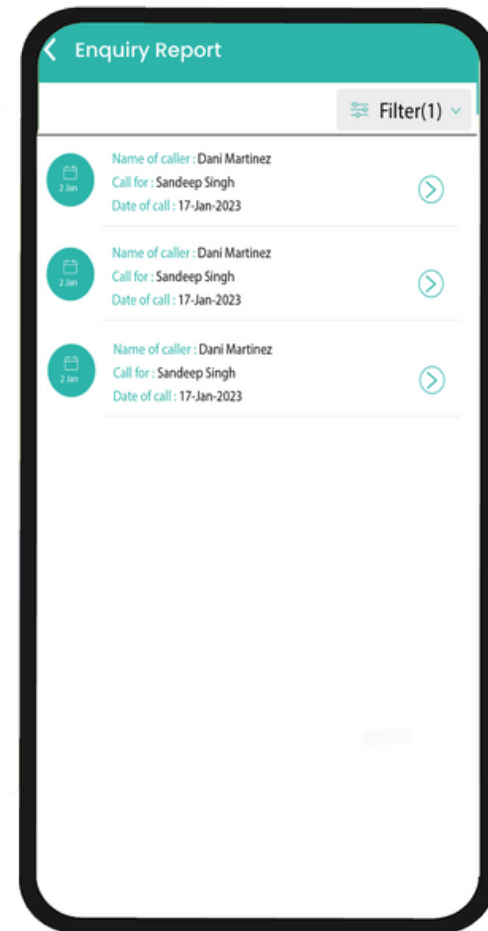 Enquiry Report
Filter(1)
Name of caller : Dani Martinez
Call for : Sandeep Singh
2 Jan
Date of call : 17-Jan-2023
Name of caller : Dani Martinez
Call for : Sandeep Singh
2 Jan
Date of call : 17-Jan-2023
Name of caller : Dani Martinez
Call for : Sandeep Singh
2 Jan
Date of call : 17-Jan-2023